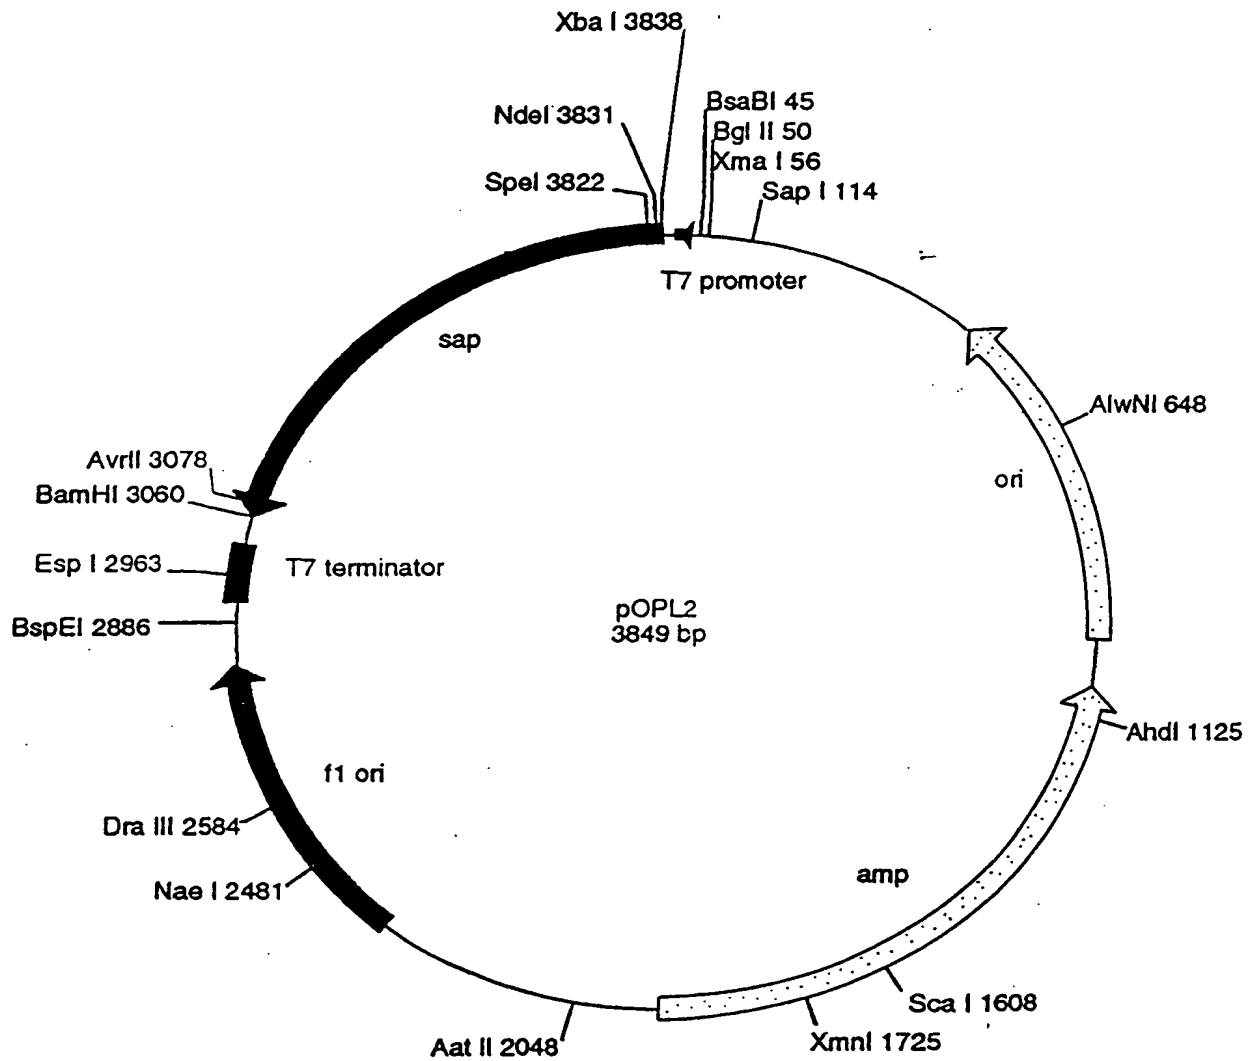 Xba I 3838
NdeI 3831
SpeI 3822
BsaBI 45
Bgl II 50
Xma I 56
Sap I 114
T7 promoter
sap
AlwNI 648
ori
AvrII 3078
BamHI 3060
Esp I 2963
T7 terminator
BspEI 2886
pOPL2
3849 bp
AhdI 1125
f1 ori
Dra III 2584
Nae I 2481
amp
Sca I 1608
XmnI 1725
Aat II 2048